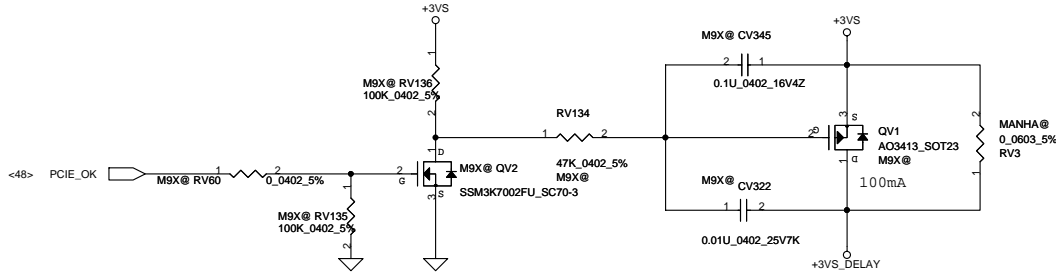 +3VS
+3VS
M9X@ CV345
2 1
0.1U_0402_16V4Z
M9X@ RV136
100K_0402_5%
1
2
RV134
1 2
47K_0402_5%
M9X@
3
S
2
G
QV1
AO3413_SOT23
M9X@
D
1
100mA
2
MANHA@
0_0603_5%
RV3
1
<48> PCIE_OK
1 2
M9X@ RV60 0_0402_5%
1
D
2
G
M9X@ QV2
S
3
SSM3K7002FU_SC70-3
M9X@
CV322
1 2
0.01U_0402_25V7K
1
M9X@ RV135
100K_0402_5%
2
+3VS_DELAY